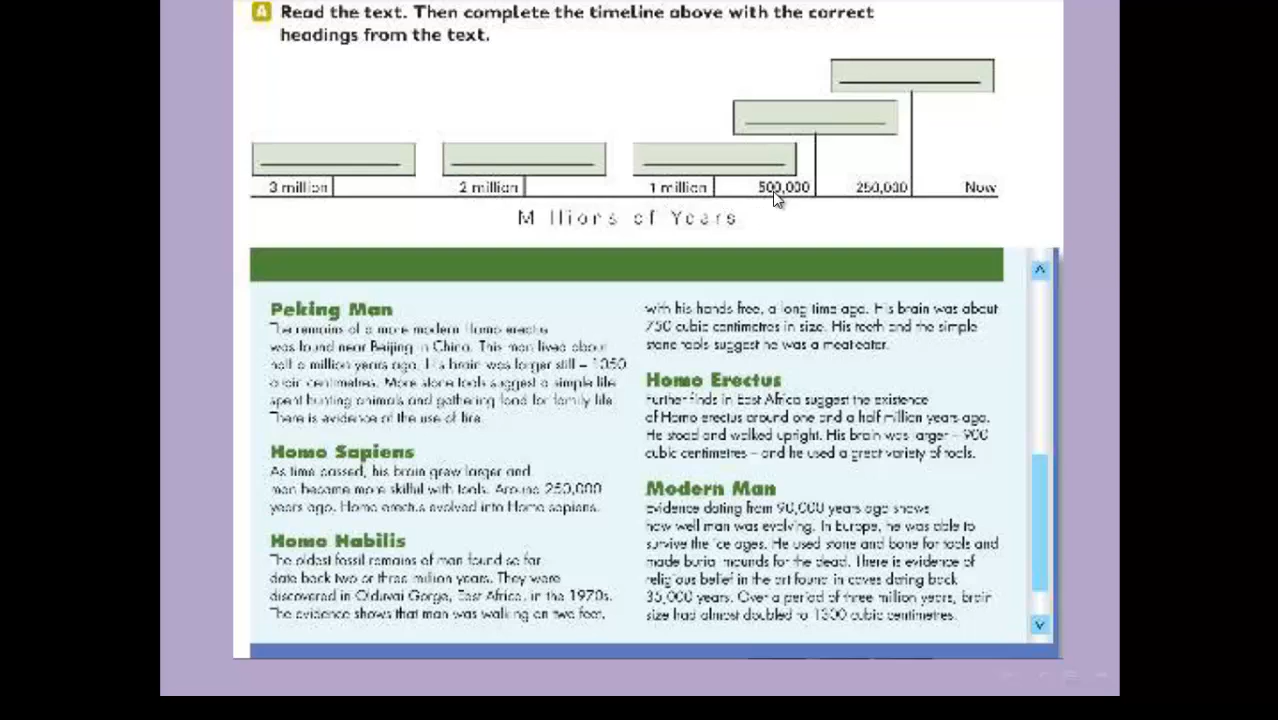 A Read the text. Then complete the timeline above with the correct
headings from the text.
3 million
2 million
1 million
500,000
250,000
Now
Millions of Years
Peking Man
The remains of a more modern Homo erectus
was found near Beijing in China. This man lived about
half a million years ago. His brain was larger still – 1050
cubic centimetres. More stone tools suggest a simple life
spent hunting animals and gathering food for family life.
There is evidence of the use of fire.
Homo Sapiens
As time passed, his brain grew larger and
man became more skilful with tools. Around 250,000
years ago, Homo erectus evolved into Homo sapiens.
Homo Habilis
The oldest fossil remains of man found so far
date back two or three million years. They were
discovered in Olduvai Gorge, East Africa, in the 1970s.
The evidence shows that man was walking on two feet,
with his hands free, a long time ago. His brain was about
750 cubic centimetres in size. His teeth and the simple
stone tools suggest he was a meat-eater.
Homo Erectus
Further finds in East Africa suggest the existence
of Homo erectus around one and a half million years ago.
He stood and walked upright. His brain was larger – 900
cubic centimetres – and he used a great variety of tools.
Modern Man
Evidence dating from 90,000 years ago shows
how well man was evolving. In Europe, he was able to
survive the ice ages. He used stone and bone for tools and
made burial mounds for the dead. There is evidence of
religious belief in the art found in caves dating back
35,000 years. Over a period of three million years, brain
size had almost doubled to 1300 cubic centimetres.